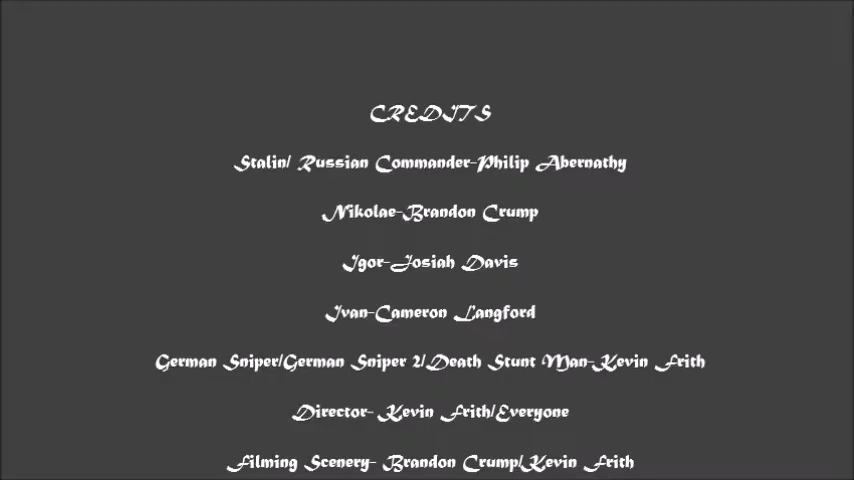 CREDITS
Stalin/ Russian Commander-Philip Abernathy
Nikolae-Brandon Crump
Igor-Josiah Davis
Ivan-Cameron Langford
German Sniper/German Sniper 2/Death Stunt Man-Kevin Frith
Director- Kevin Frith/Everyone
Filming Scenery- Brandon Crump/Kevin Frith